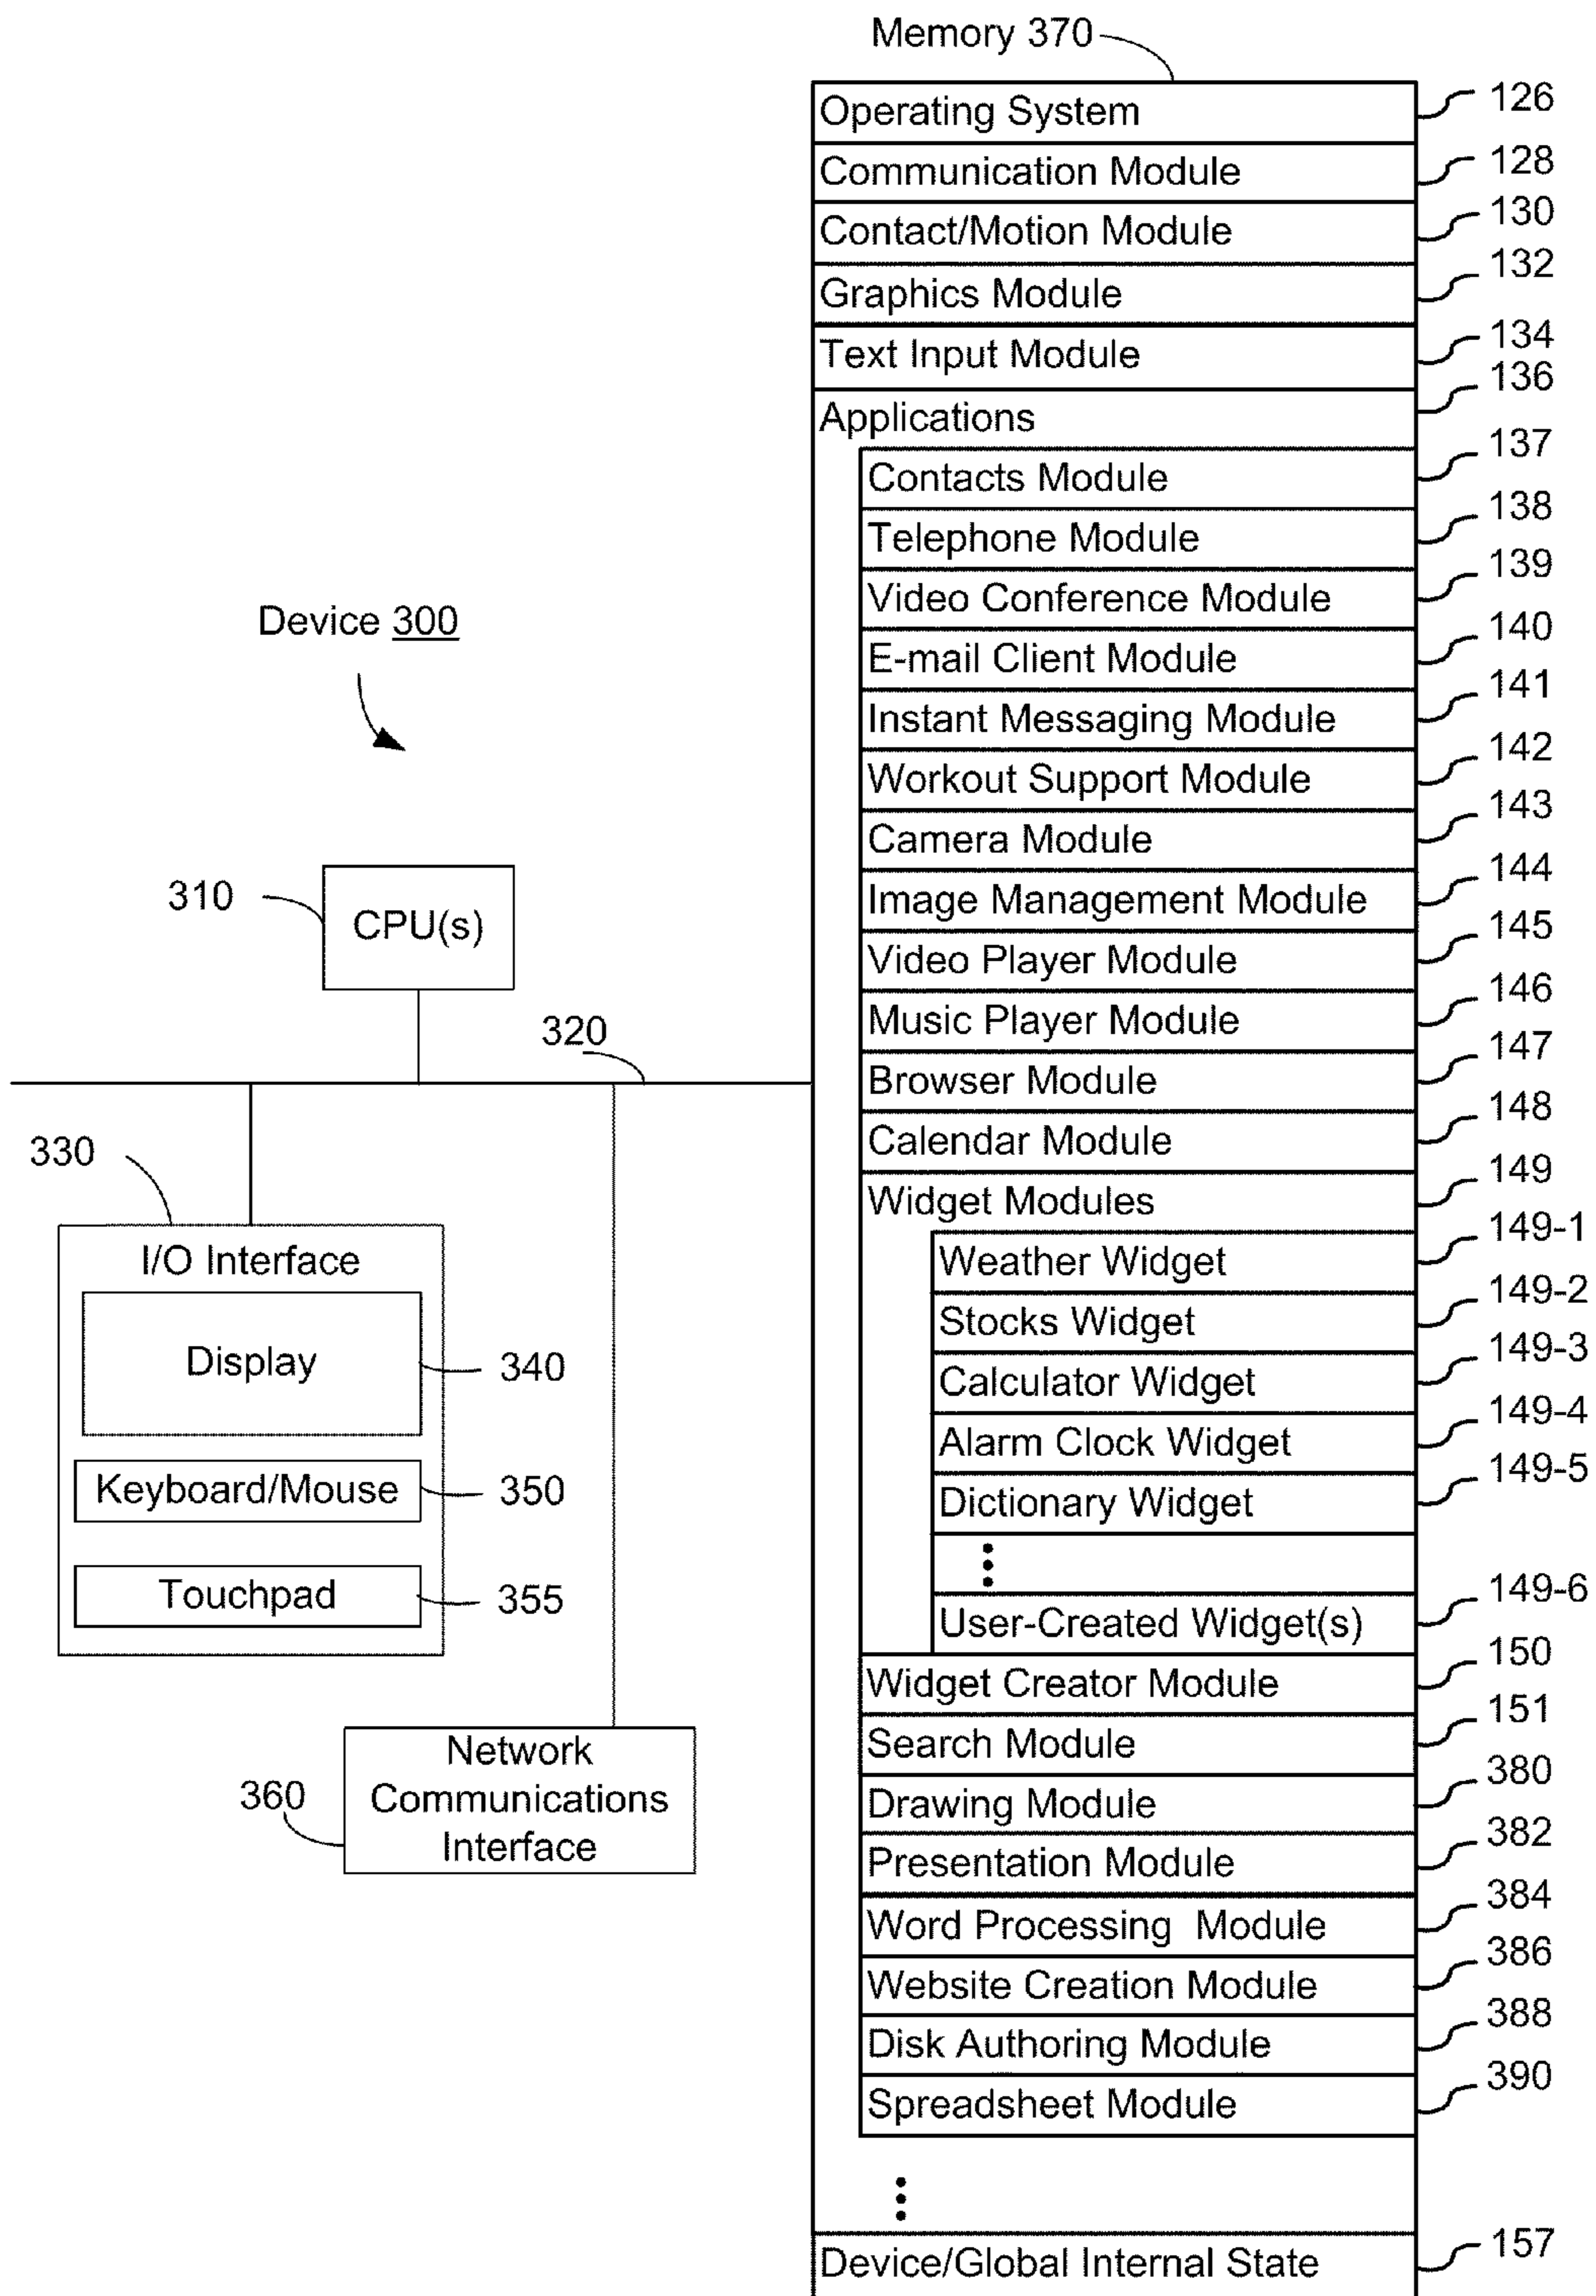 Memory 370
Operating System 126
Communication Module 128
Contact/Motion Module 130
Graphics Module 132
Text Input Module 134
Applications 136
Contacts Module 137
Telephone Module 138
Video Conference Module 139
E-mail Client Module 140
Instant Messaging Module 141
Workout Support Module 142
Camera Module 143
Image Management Module 144
Video Player Module 145
Music Player Module 146
Browser Module 147
Calendar Module 148
Widget Modules 149
Weather Widget 149-1
Stocks Widget 149-2
Calculator Widget 149-3
Alarm Clock Widget 149-4
Dictionary Widget 149-5
User-Created Widget(s) 149-6
Widget Creator Module 150
Search Module 151
Drawing Module 380
Presentation Module 382
Word Processing Module 384
Website Creation Module 386
Disk Authoring Module 388
Spreadsheet Module 390
Device/Global Internal State 157
Device 300
310
CPU(s)
320
330
I/O Interface
Display 340
Keyboard/Mouse 350
Touchpad 355
360
Network
Communications
Interface